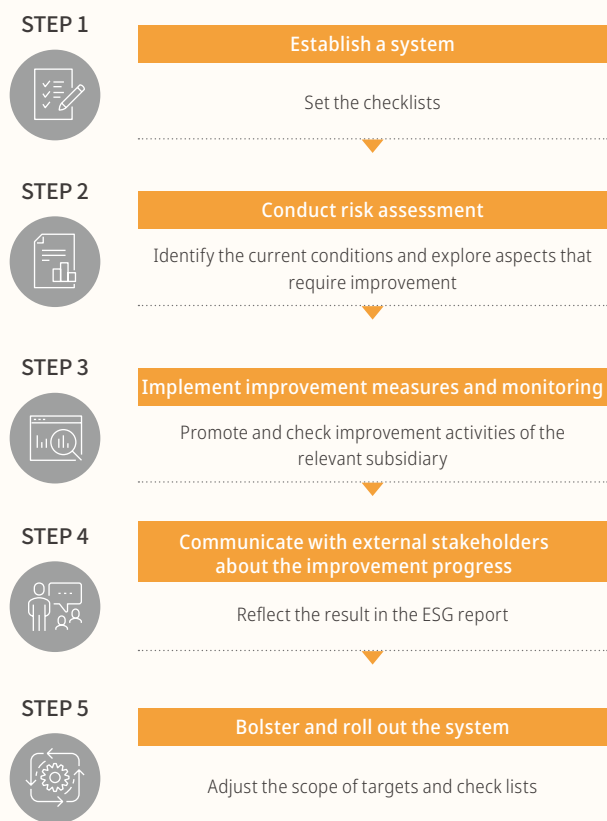 STEP 1
Establish a system
Set the checklists
STEP 2
Conduct risk assessment
Identify the current conditions and explore aspects that
require improvement
STEP 3
Implement improvement measures and monitoring
Promote and check improvement activities of the
relevant subsidiary
STEP 4
Communicate with external stakeholders
about the improvement progress
Reflect the result in the ESG report
STEP 5
Bolster and roll out the system
Adjust the scope of targets and check lists